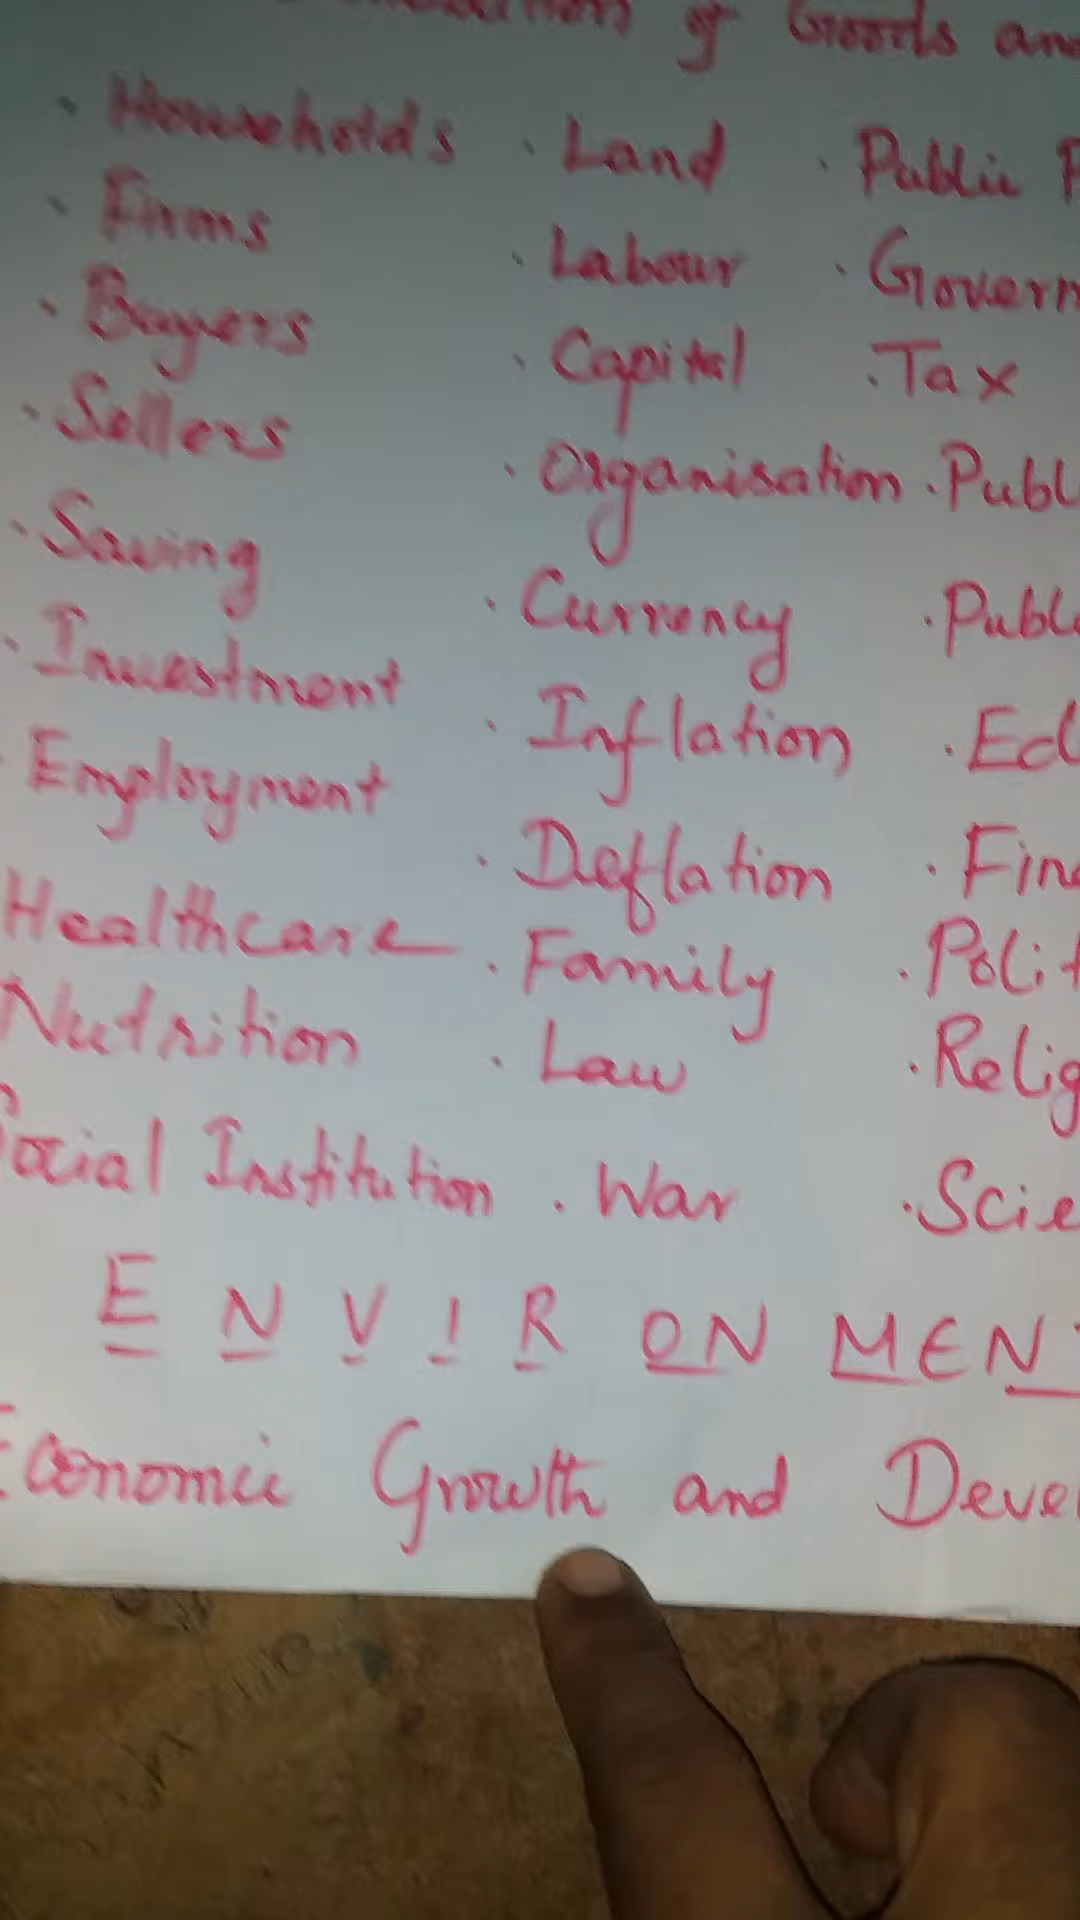 of Goods and
· Households · Land · Public
· Firms · Labour · Govern
· Buyers · Capital · Tax
· Sellers · Organisation · Publ
· Saving · Currency · Publ
· Investment · Inflation · Ed
· Employment · Deflation · Fin
Healthcare · Family · Polit
Nutrition · Law · Relig
Social Institution · War · Scie
E N V I R O N M E N
Economic Growth and Deve